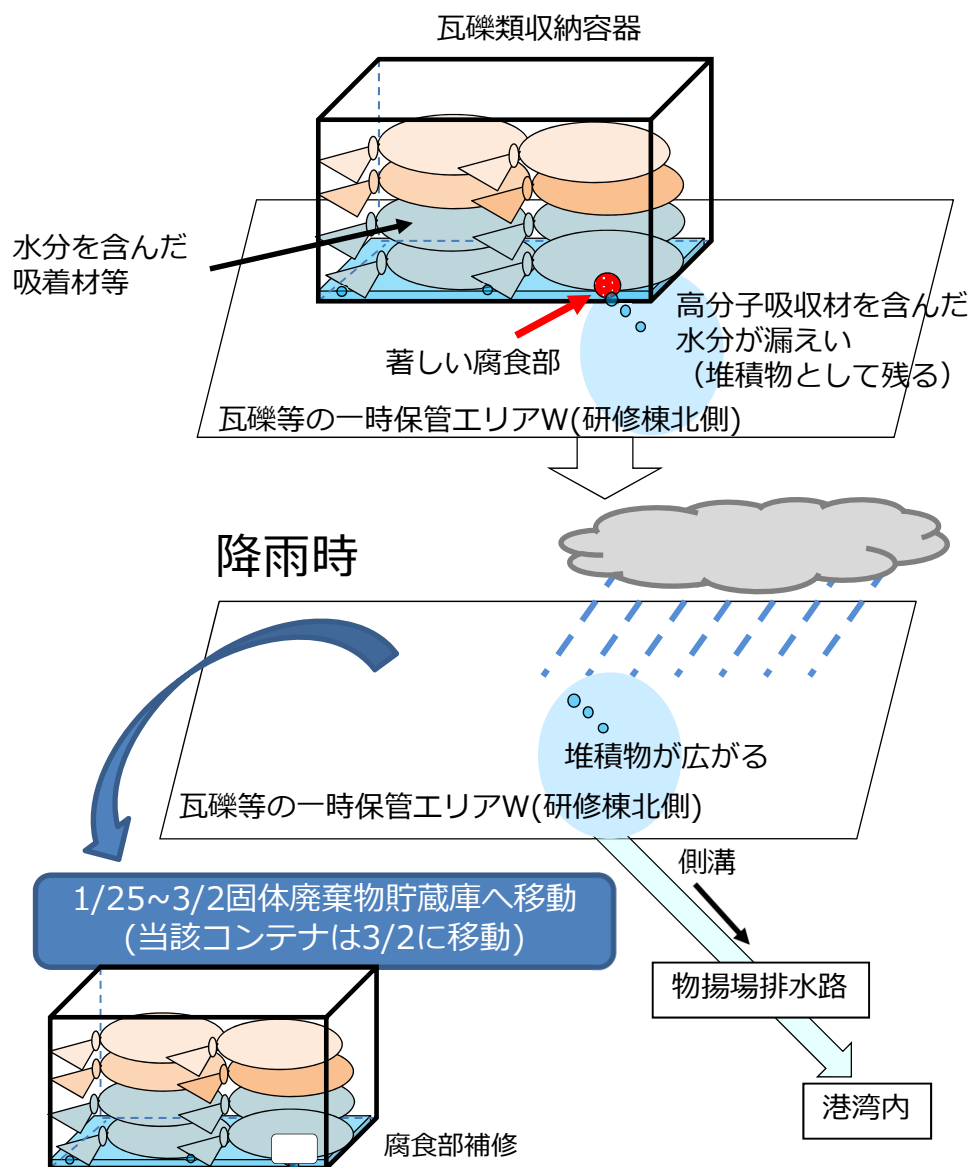 瓦礫類収納容器
水分を含んだ
吸着材等
著しい腐食部
高分子吸収材を含んだ
水分が漏えい
（堆積物として残る）
瓦礫等の一時保管エリアW(研修棟北側)
降雨時
堆積物が広がる
瓦礫等の一時保管エリアW(研修棟北側)
側溝
1/25~3/2固体廃棄物貯蔵庫へ移動
(当該コンテナは3/2に移動)
物揚場排水路
港湾内
腐食部補修